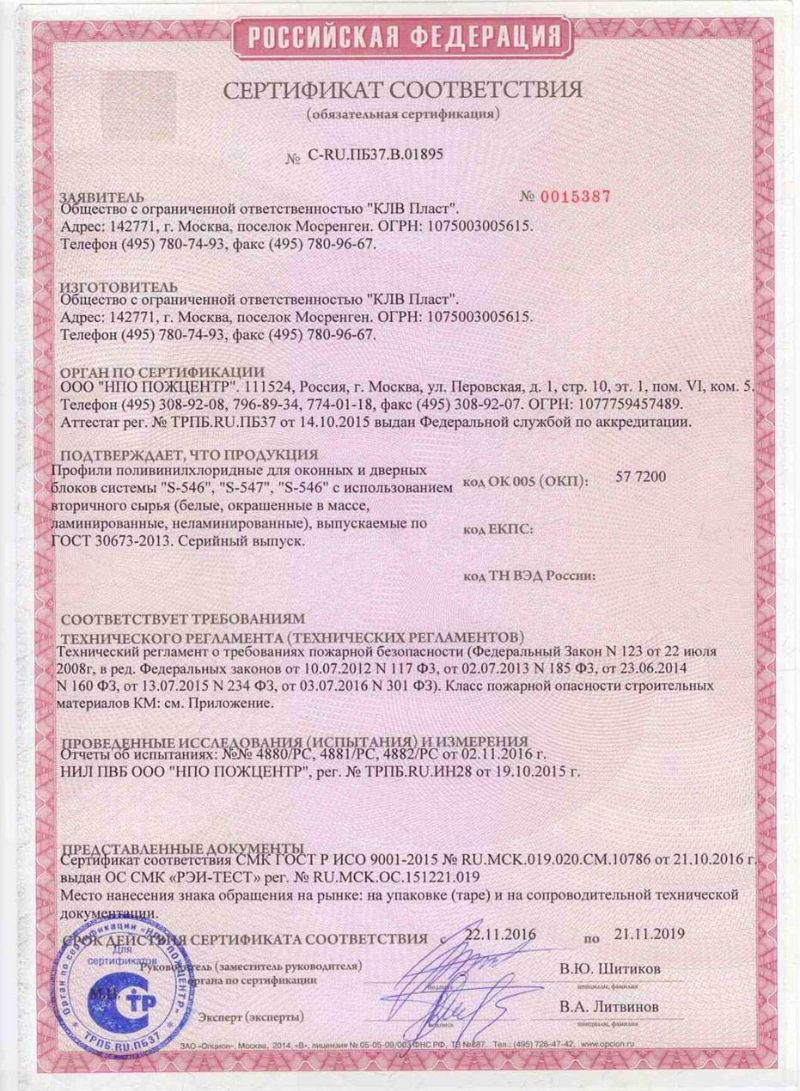 РОССИЙСКАЯ ФЕДЕРАЦИЯ
СЕРТИФИКАТ СООТВЕТСТВИЯ
(обязательная сертификация)
№ C-RU.ПБ37.В.01895
ЗАЯВИТЕЛЬ
№ 0015387
Общество с ограниченной ответственностью "КЛВ Пласт".
Адрес: 142771, г. Москва, поселок Мосренген. ОГРН: 1075003005615.
Телефон (495) 780-74-93, факс (495) 780-96-67.
ИЗГОТОВИТЕЛЬ
Общество с ограниченной ответственностью "КЛВ Пласт".
Адрес: 142771, г. Москва, поселок Мосренген. ОГРН: 1075003005615.
Телефон (495) 780-74-93, факс (495) 780-96-67.
ОРГАН ПО СЕРТИФИКАЦИИ
ООО "НПО ПОЖЦЕНТР". 111524, Россия, г. Москва, ул. Перовская, д. 1, стр. 10, эт. 1, пом. VI, ком. 5.
Телефон (495) 308-92-08, 796-89-34, 774-01-18, факс (495) 308-92-07. ОГРН: 1077759457489.
Аттестат рег. № ТРПБ.RU.ПБ37 от 14.10.2015 выдан Федеральной службой по аккредитации.
ПОДТВЕРЖДАЕТ, ЧТО ПРОДУКЦИЯ
Профили поливинилхлоридные для оконных и дверных
блоков системы "S-546", "S-547", "S-546" с использованием
вторичного сырья (белые, окрашенные в массе,
ламинированные, неламинированные), выпускаемые по
ГОСТ 30673-2013. Серийный выпуск.
код ОК 005 (ОКП): 57 7200
код ЕКПС:
код ТН ВЭД России:
СООТВЕТСТВУЕТ ТРЕБОВАНИЯМ
ТЕХНИЧЕСКОГО РЕГЛАМЕНТА (ТЕХНИЧЕСКИХ РЕГЛАМЕНТОВ)
Технический регламент о требованиях пожарной безопасности (Федеральный Закон N 123 от 22 июля
2008г, в ред. Федеральных законов от 10.07.2012 N 117 ФЗ, от 02.07.2013 N 185 ФЗ, от 23.06.2014
N 160 ФЗ, от 13.07.2015 N 234 ФЗ, от 03.07.2016 N 301 ФЗ). Класс пожарной опасности строительных
материалов КМ: см. Приложение.
ПРОВЕДЕННЫЕ ИССЛЕДОВАНИЯ (ИСПЫТАНИЯ) И ИЗМЕРЕНИЯ
Отчеты об испытаниях: №№ 4880/РС, 4881/РС, 4882/РС от 02.11.2016 г.
НИЛ ПВБ ООО "НПО ПОЖЦЕНТР", рег. № ТРПБ.RU.ИН28 от 19.10.2015 г.
ПРЕДСТАВЛЕННЫЕ ДОКУМЕНТЫ
Сертификат соответствия СМК ГОСТ Р ИСО 9001-2015 № RU.МСК.019.020.СМ.10786 от 21.10.2016 г.
выдан ОС СМК «РЭИ-ТЕСТ» рег. № RU.МСК.ОС.151221.019
Место нанесения знака обращения на рынке: на упаковке (таре) и на сопроводительной технической
документации.
СРОК ДЕЙСТВИЯ СЕРТИФИКАТА СООТВЕТСТВИЯ с 22.11.2016 по 21.11.2019
Руководитель (заместитель руководителя)
органа по сертификации
подпись
В.Ю. Шитиков
инициалы, фамилия
М.П.
Эксперт (эксперты)
подпись
В.А. Литвинов
инициалы, фамилия
Орган по сертификации «НПО ПОЖЦЕНТР»
Для
сертификатов
ТР
ТРПБ.RU.ПБ37
ЗАО «Опцион», Москва, 2014, «В», лицензия № 05-05-09/003 ФНС РФ, ТЗ №887. Тел.: (495) 726-47-42, www.opcion.ru